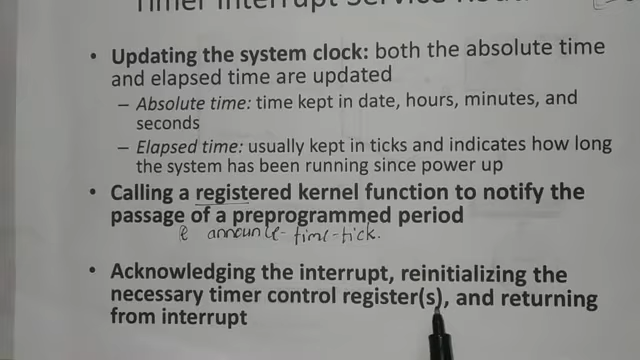 Timer Interrupt Service
• Updating the system clock: both the absolute time
and elapsed time are updated
– Absolute time: time kept in date, hours, minutes, and
seconds
– Elapsed time: usually kept in ticks and indicates how long
the system has been running since power up
• Calling a registered kernel function to notify the
passage of a preprogrammed period
announce-time-tick.
• Acknowledging the interrupt, reinitializing the
necessary timer control register(s), and returning
from interrupt